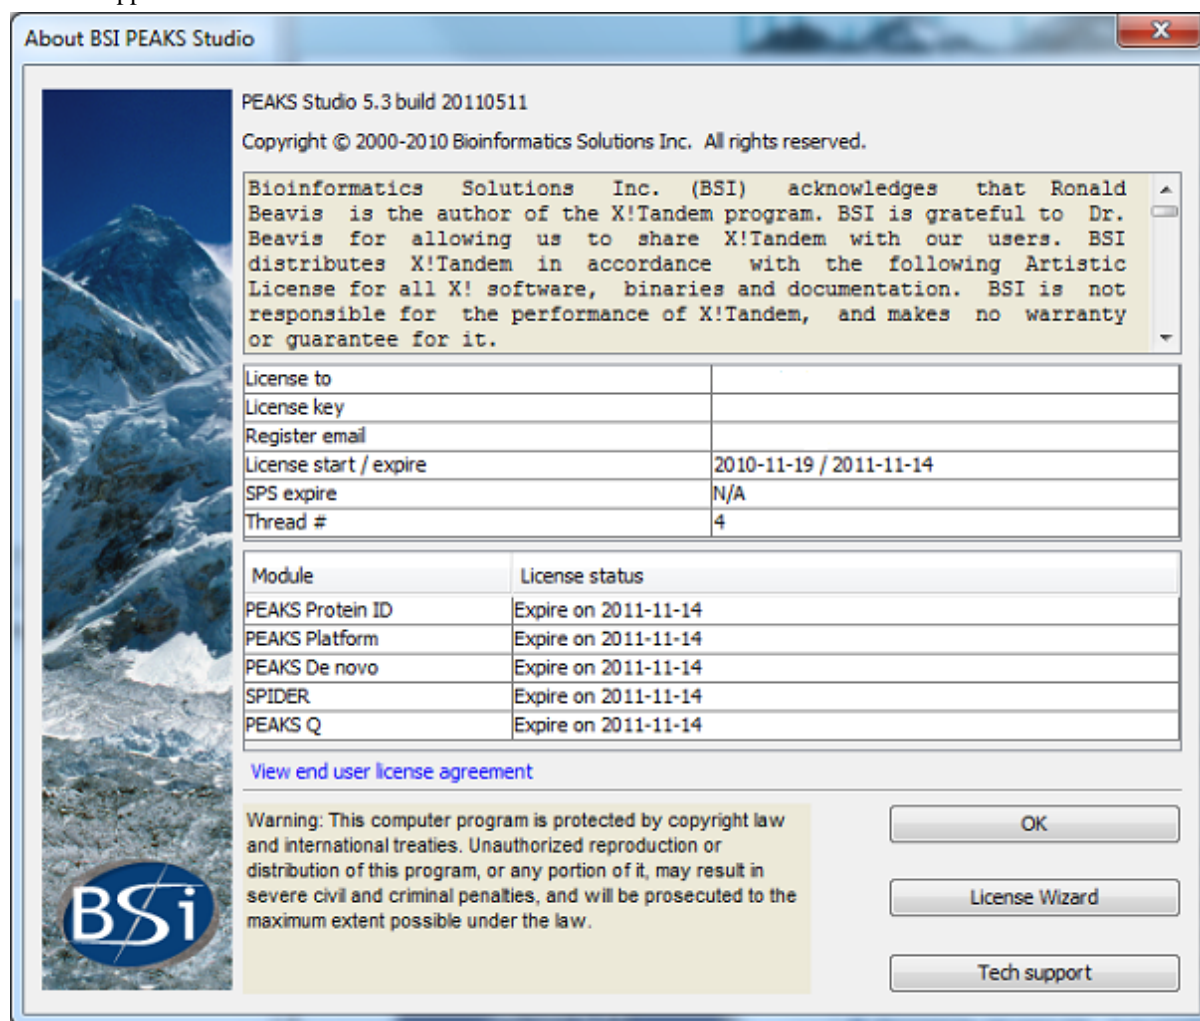 About BSI PEAKS Studio
PEAKS Studio 5.3 build 20110511
Copyright © 2000-2010 Bioinformatics Solutions Inc. All rights reserved.
Bioinformatics Solutions Inc. (BSI) acknowledges that Ronald
Beavis is the author of the X!Tandem program. BSI is grateful to Dr.
Beavis for allowing us to share X!Tandem with our users. BSI
distributes X!Tandem in accordance with the following Artistic
License for all X! software, binaries and documentation. BSI is not
responsible for the performance of X!Tandem, and makes no warranty
or guarantee for it.
License to
License key
Register email
License start / expire 2010-11-19 / 2011-11-14
SPS expire N/A
Thread # 4
Module License status
PEAKS Protein ID Expire on 2011-11-14
PEAKS Platform Expire on 2011-11-14
PEAKS De novo Expire on 2011-11-14
SPIDER Expire on 2011-11-14
PEAKS Q Expire on 2011-11-14
View end user license agreement
Warning: This computer program is protected by copyright law
and international treaties. Unauthorized reproduction or
distribution of this program, or any portion of it, may result in
severe civil and criminal penalties, and will be prosecuted to the
maximum extent possible under the law.
OK
License Wizard
Tech support
BSi